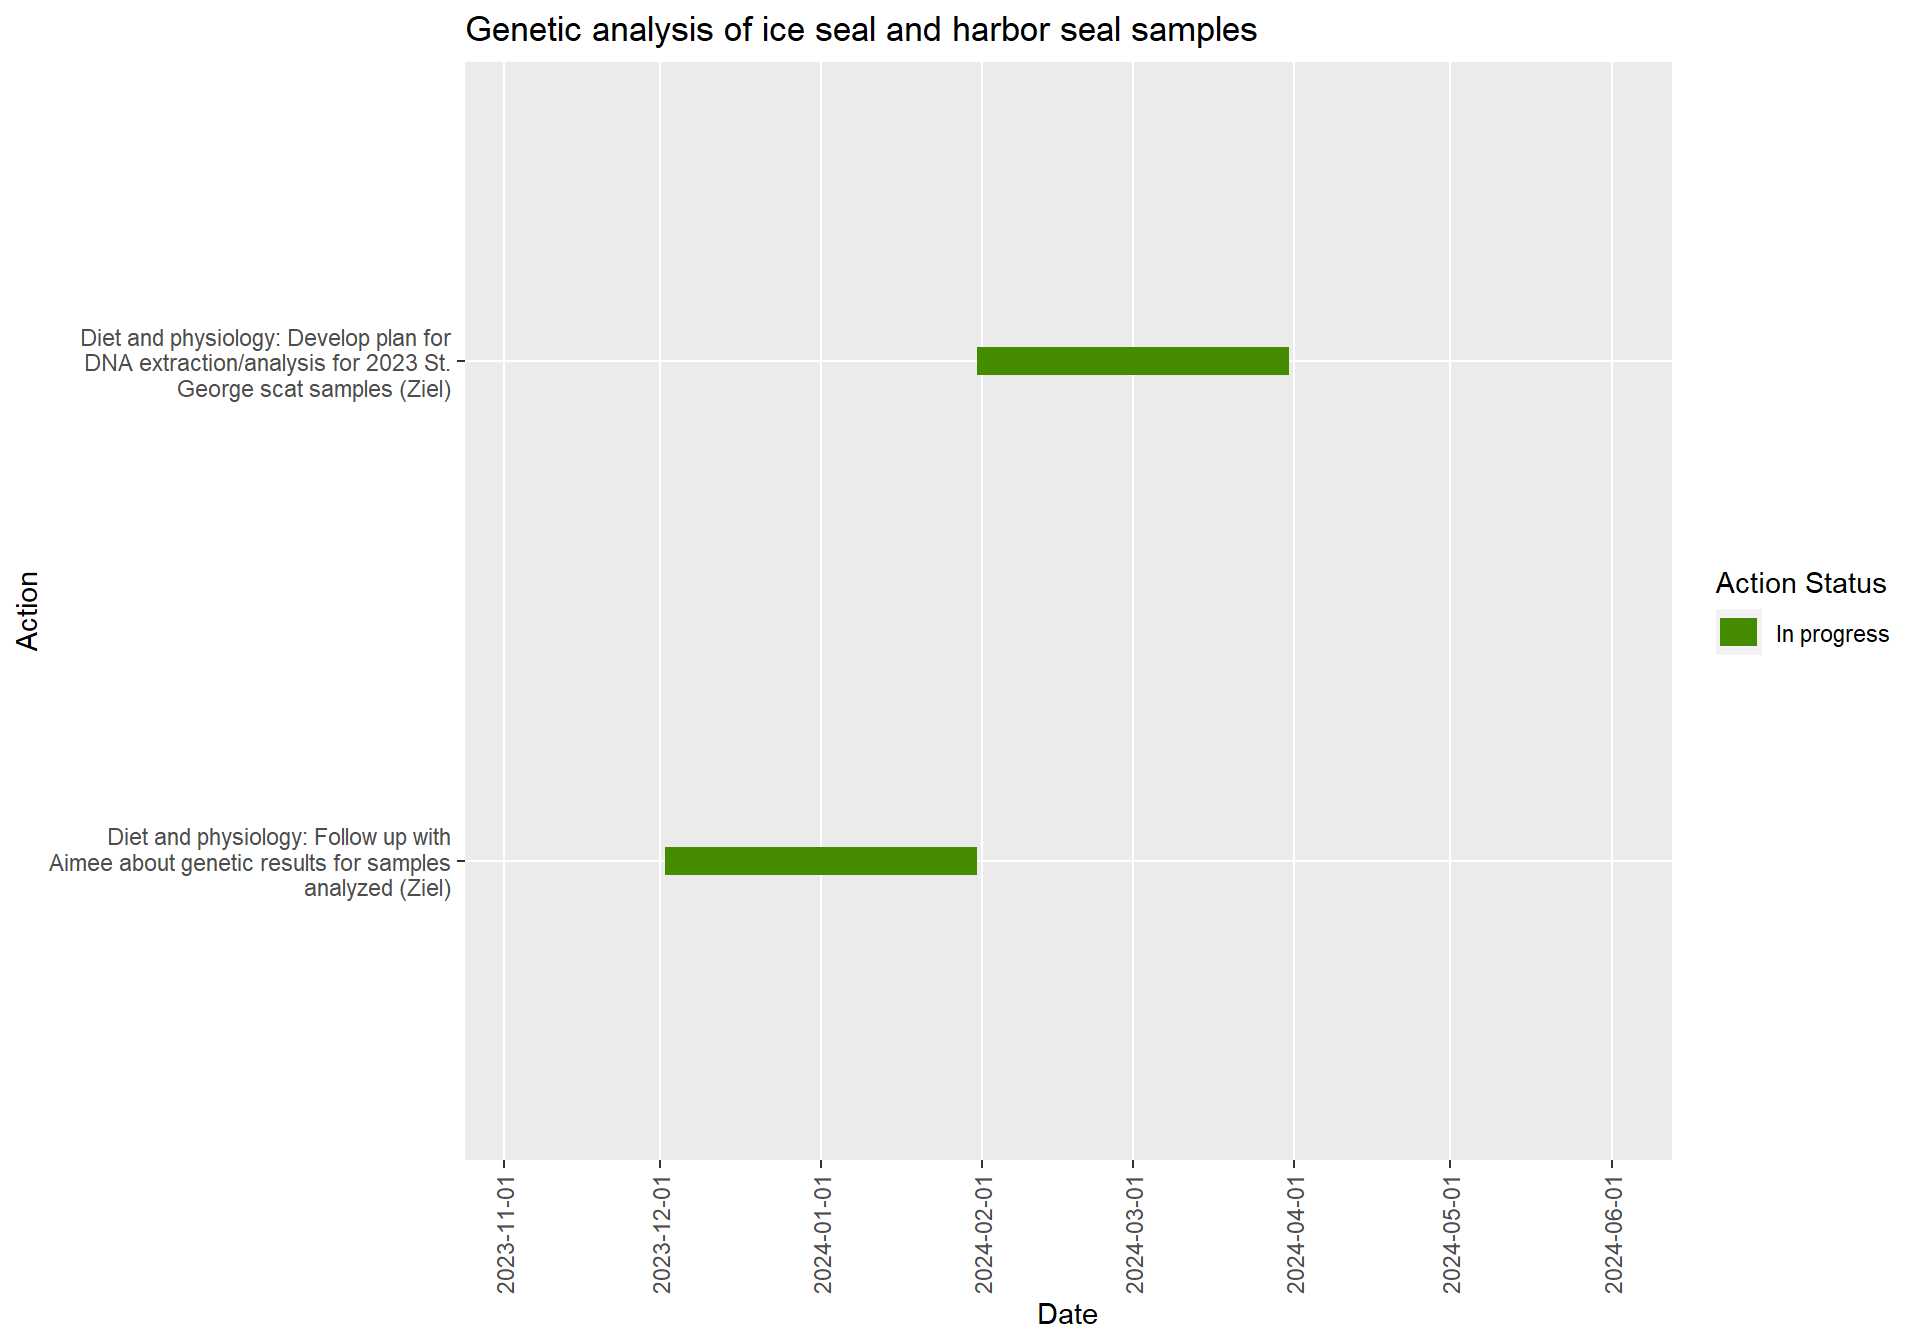 Genetic analysis of ice seal and harbor seal samples
Action
Diet and physiology: Develop plan for
DNA extraction/analysis for 2023 St.
George scat samples (Ziel)
Diet and physiology: Follow up with
Aimee about genetic results for samples
analyzed (Ziel)
Action Status
In progress
2023-11-01
2023-12-01
2024-01-01
2024-02-01
2024-03-01
2024-04-01
2024-05-01
2024-06-01
Date